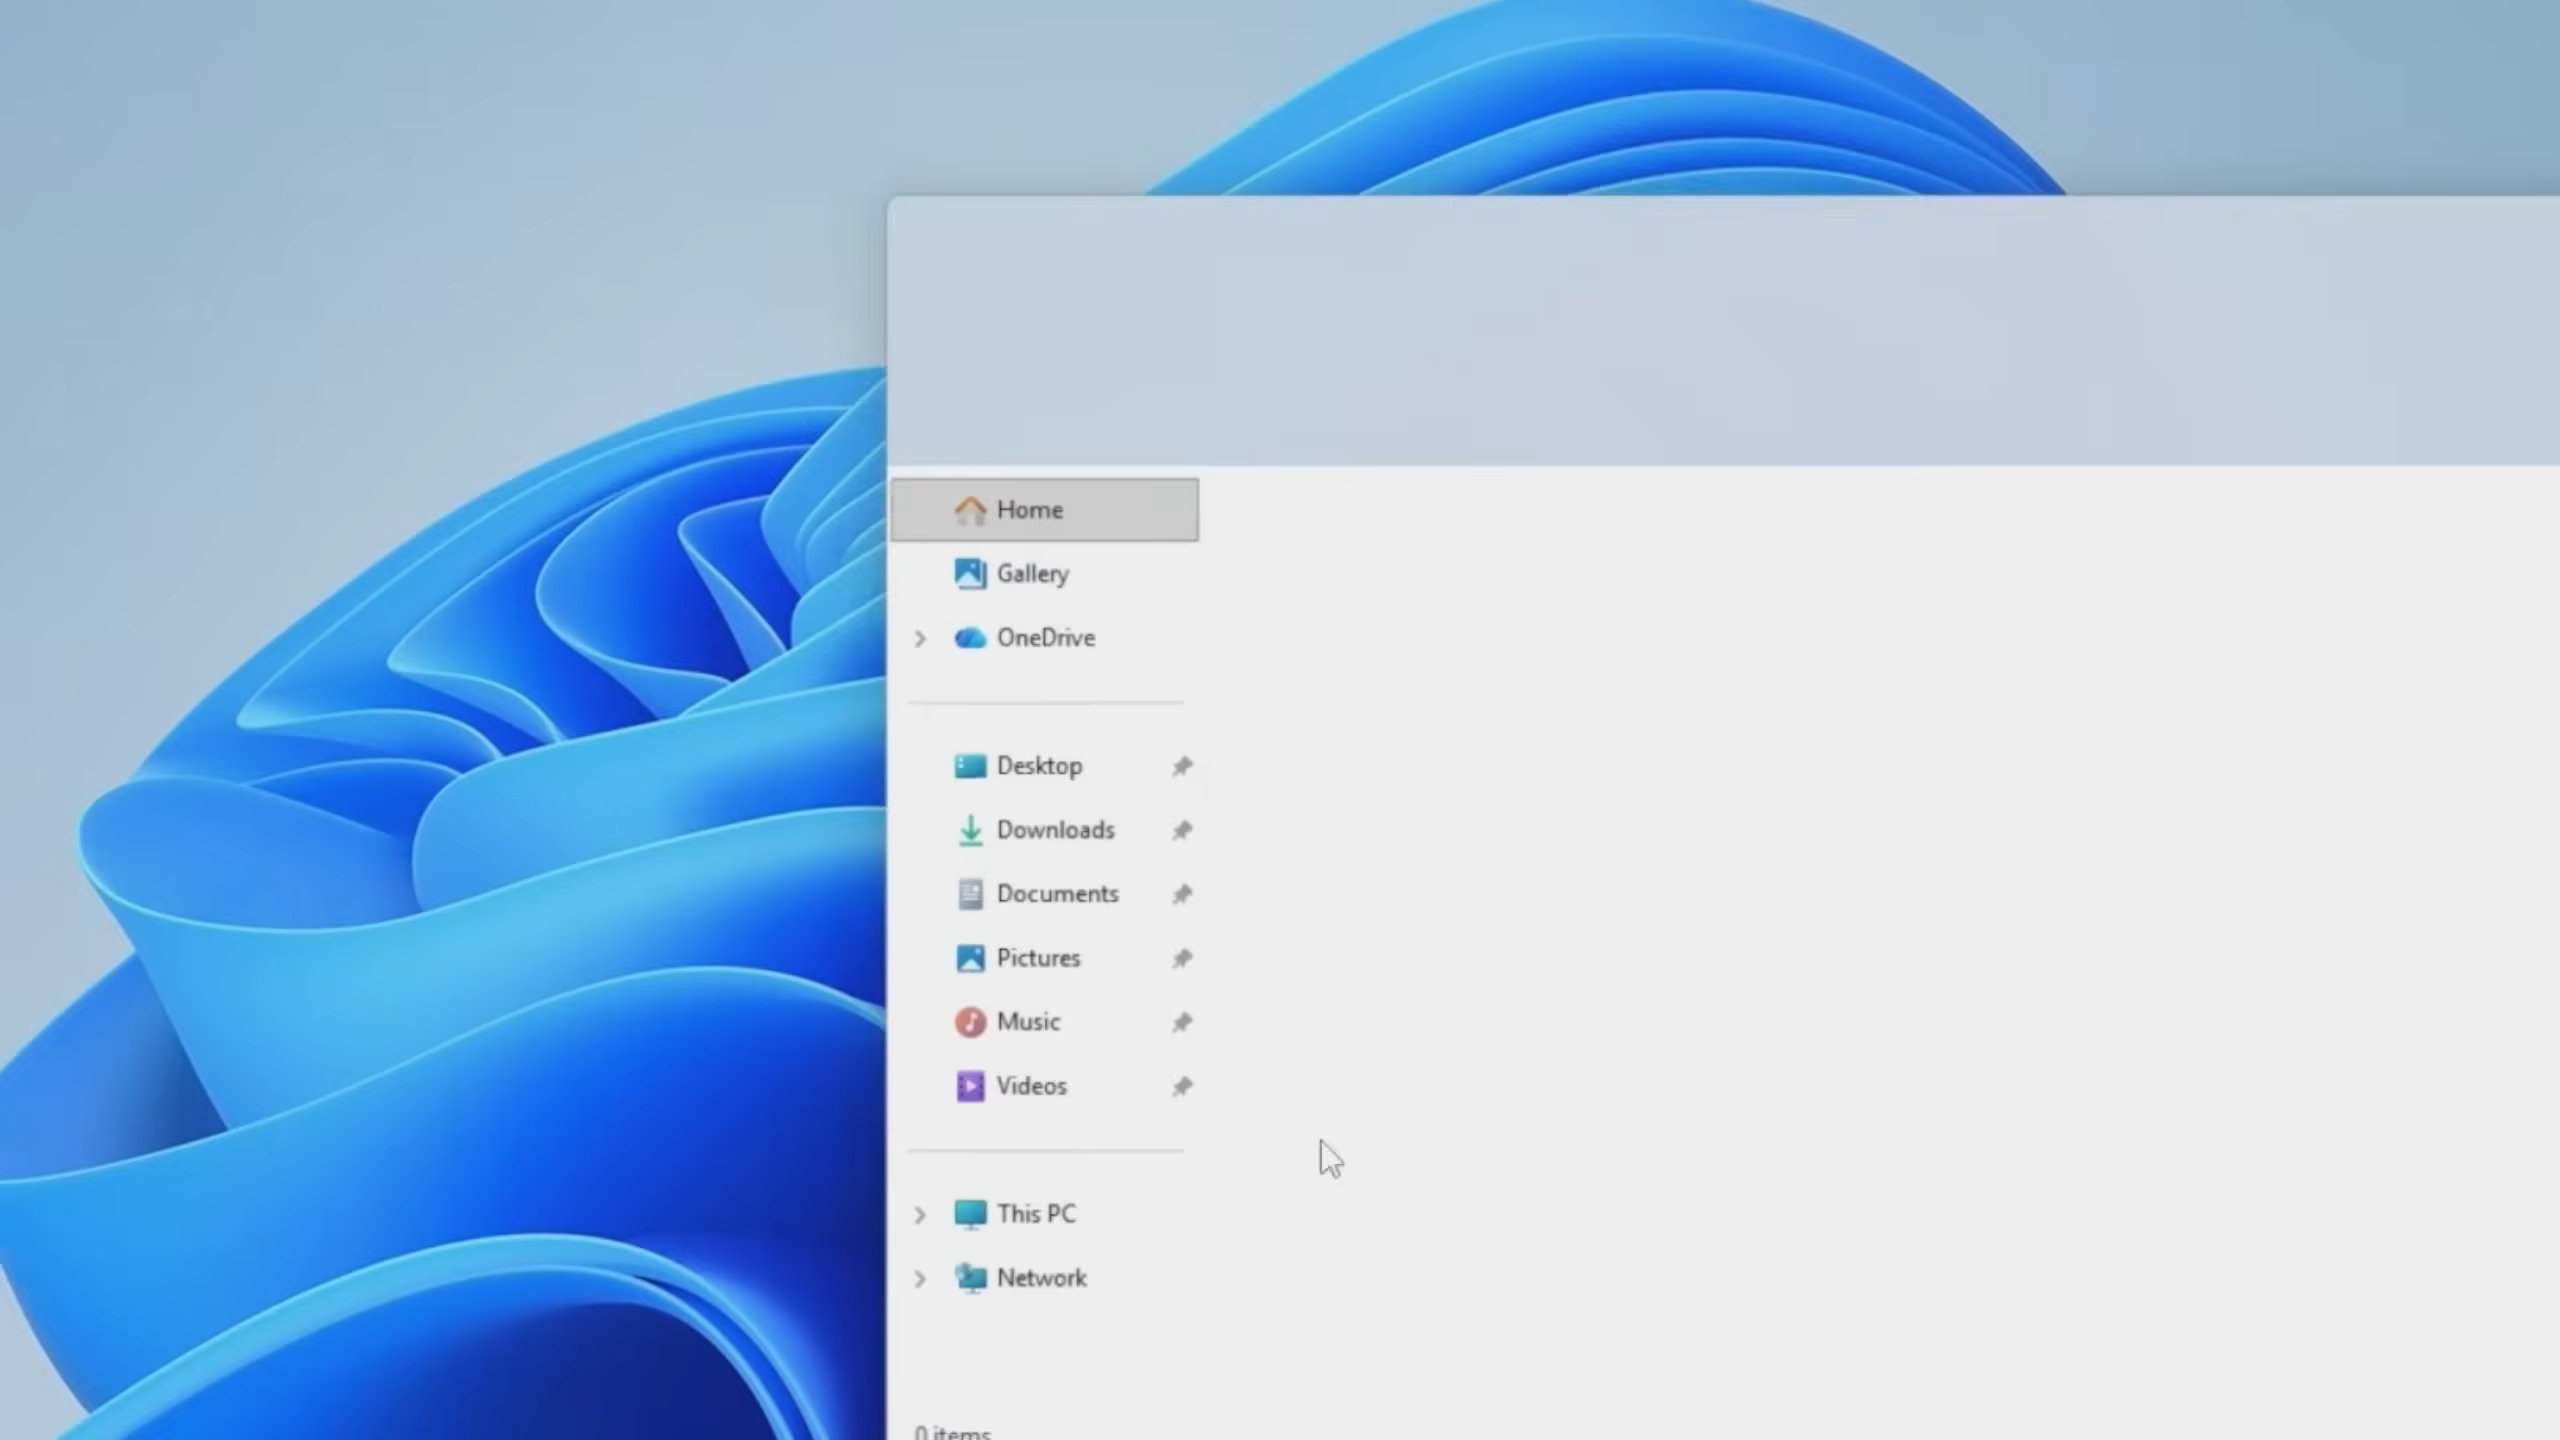 Home
Gallery
OneDrive
Desktop
Downloads
Documents
Pictures
Music
Videos
This PC
Network
0 items